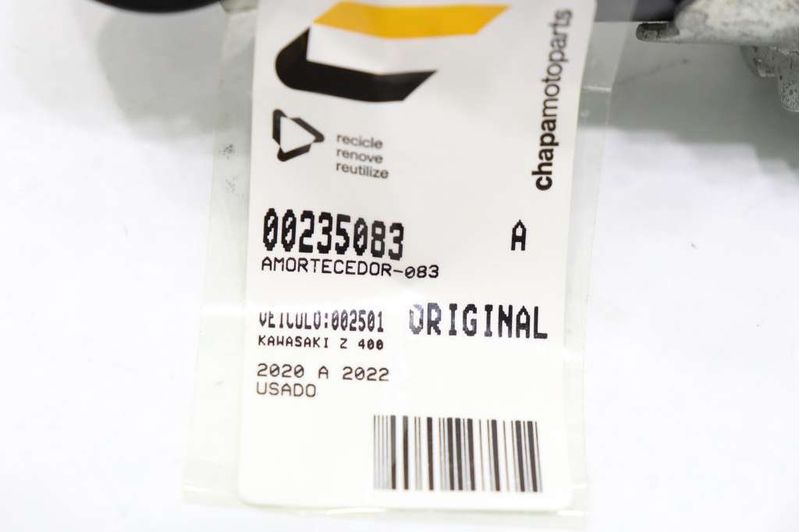 chapamotoparts
recicle
renove
reutilize
00235083 A
AMORTECEDOR-083
VEICULO:002501 ORIGINAL
KAWASAKI Z 400
2020 A 2022
USADO